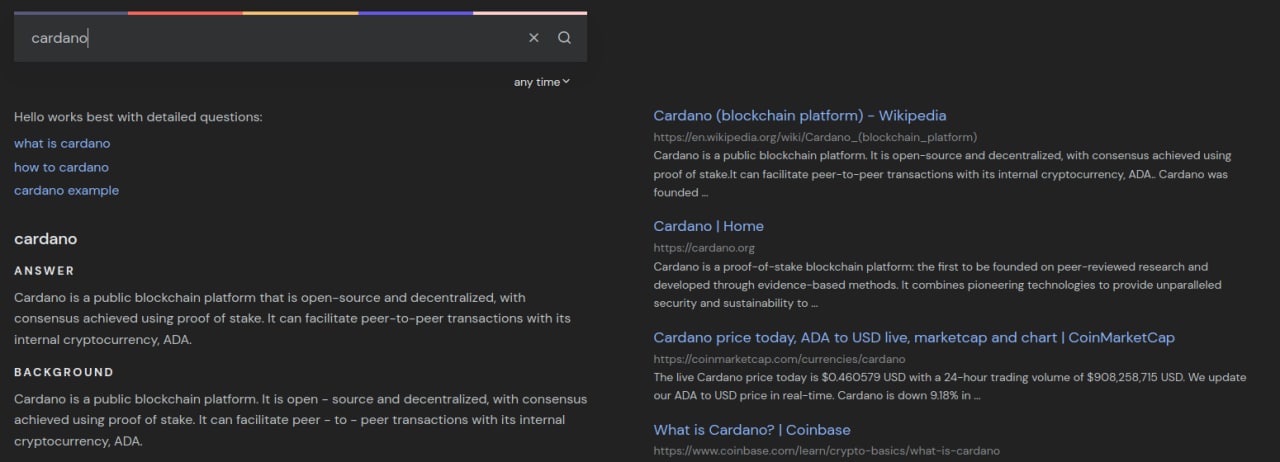 cardano
any time
Hello works best with detailed questions:
what is cardano
how to cardano
cardano example
cardano
ANSWER
Cardano is a public blockchain platform that is open-source and decentralized, with
consensus achieved using proof of stake. It can facilitate peer-to-peer transactions with its
internal cryptocurrency, ADA.
BACKGROUND
Cardano is a public blockchain platform. It is open - source and decentralized, with consensus
achieved using proof of stake. It can facilitate peer - to - peer transactions with its internal
cryptocurrency, ADA.
Cardano (blockchain platform) - Wikipedia
https://en.wikipedia.org/wiki/Cardano_(blockchain_platform)
Cardano is a public blockchain platform. It is open-source and decentralized, with consensus achieved using
proof of stake.It can facilitate peer-to-peer transactions with its internal cryptocurrency, ADA.. Cardano was
founded ...
Cardano | Home
https://cardano.org
Cardano is a proof-of-stake blockchain platform: the first to be founded on peer-reviewed research and
developed through evidence-based methods. It combines pioneering technologies to provide unparalleled
security and sustainability to ...
Cardano price today, ADA to USD live, marketcap and chart | CoinMarketCap
https://coinmarketcap.com/currencies/cardano
The live Cardano price today is $0.460579 USD with a 24-hour trading volume of $908,258,715 USD. We update
our ADA to USD price in real-time. Cardano is down 9.18% in ...
What is Cardano? | Coinbase
https://www.coinbase.com/learn/crypto-basics/what-is-cardano